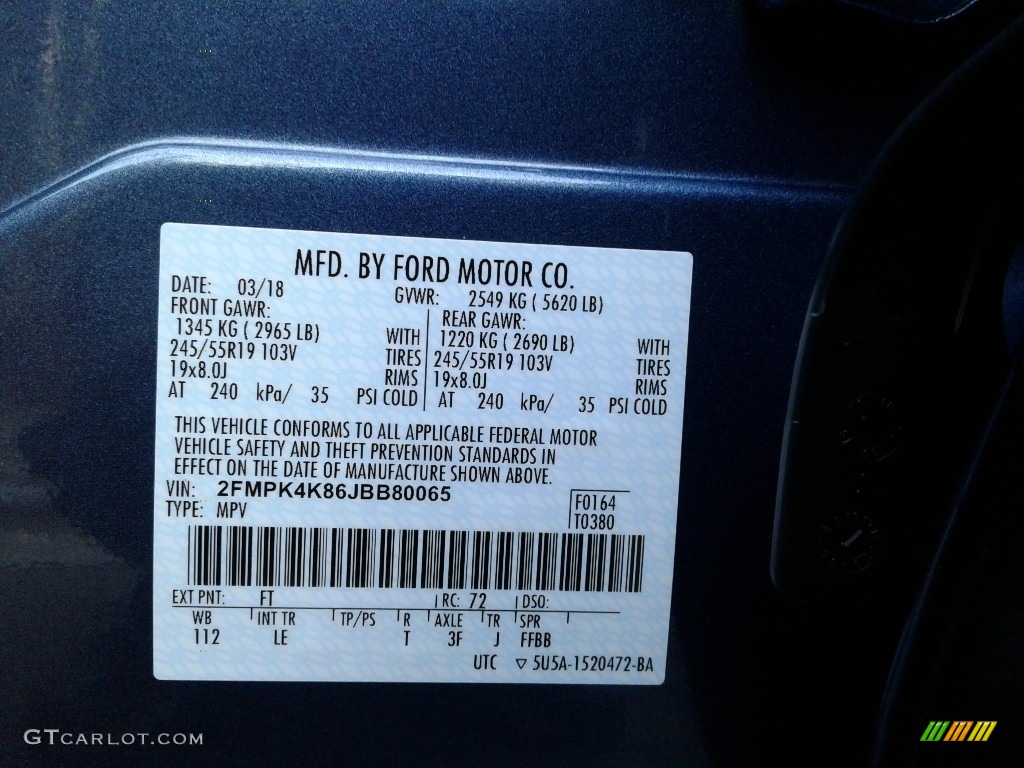 MFD. BY FORD MOTOR CO.
DATE: 03/18 GVWR: 2549 KG ( 5620 LB)
FRONT GAWR: REAR GAWR:
1345 KG ( 2965 LB) WITH 1220 KG ( 2690 LB) WITH
245/55R19 103V TIRES 245/55R19 103V TIRES
19x8.0J RIMS 19x8.0J RIMS
AT 240 kPa/ 35 PSI COLD AT 240 kPa/ 35 PSI COLD
THIS VEHICLE CONFORMS TO ALL APPLICABLE FEDERAL MOTOR
VEHICLE SAFETY AND THEFT PREVENTION STANDARDS IN
EFFECT ON THE DATE OF MANUFACTURE SHOWN ABOVE.
VIN: 2FMPK4K86JBB80065 F0164
TYPE: MPV T0380
EXT PNT: FT RC: 72 DSO:
WB INT TR TP/PS R AXLE TR SPR
112 LE T 3F J FFBB
UTC ▽ 5U5A-1520472-BA
GTCARLOT.COM